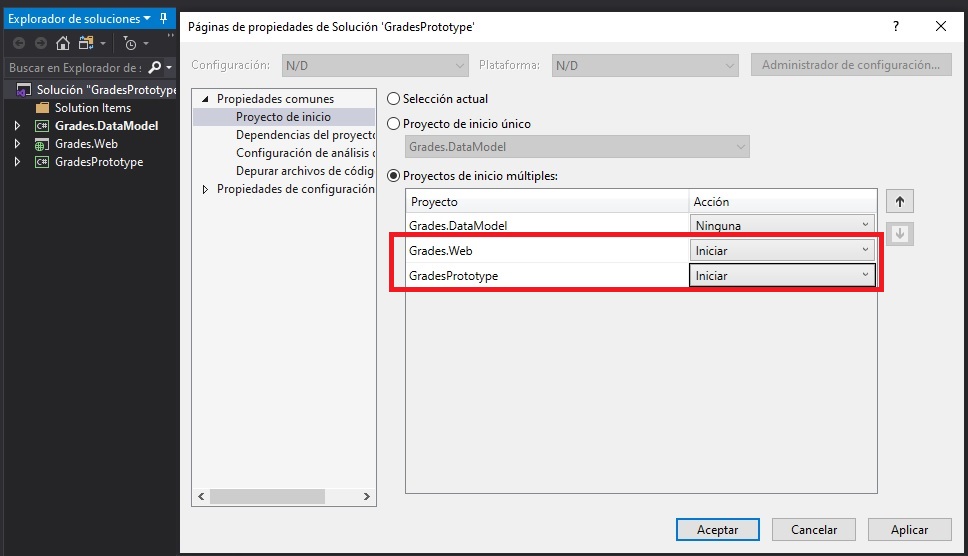 Explorador de soluciones
Buscar en Explorador de s
Solución "GradesPrototype
Solution Items
Grades.DataModel
Grades.Web
GradesPrototype
Páginas de propiedades de Solución 'GradesPrototype'
Configuración: N/D Plataforma: N/D Administrador de configuración...
Propiedades comunes
Proyecto de inicio
Dependencias del proyecto
Configuración de análisis d
Depurar archivos de códig
Propiedades de configuración
Selección actual
Proyecto de inicio único
Grades.DataModel
Proyectos de inicio múltiples:
Proyecto Acción
Grades.DataModel Ninguna
Grades.Web Iniciar
GradesPrototype Iniciar
Aceptar Cancelar Aplicar